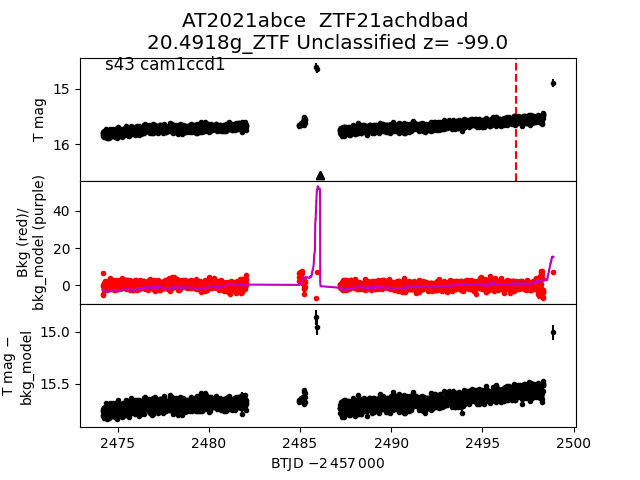 AT2021abce  ZTF21achdbad
20.4918g_ZTF Unclassified z= -99.0
s43 cam1ccd1
T mag
15
16
Bkg (red)/
bkg_model (purple)
40
20
0
T mag −
bkg_model
15.0
15.5
2475
2480
2485
2490
2495
2500
BTJD −2 457 000